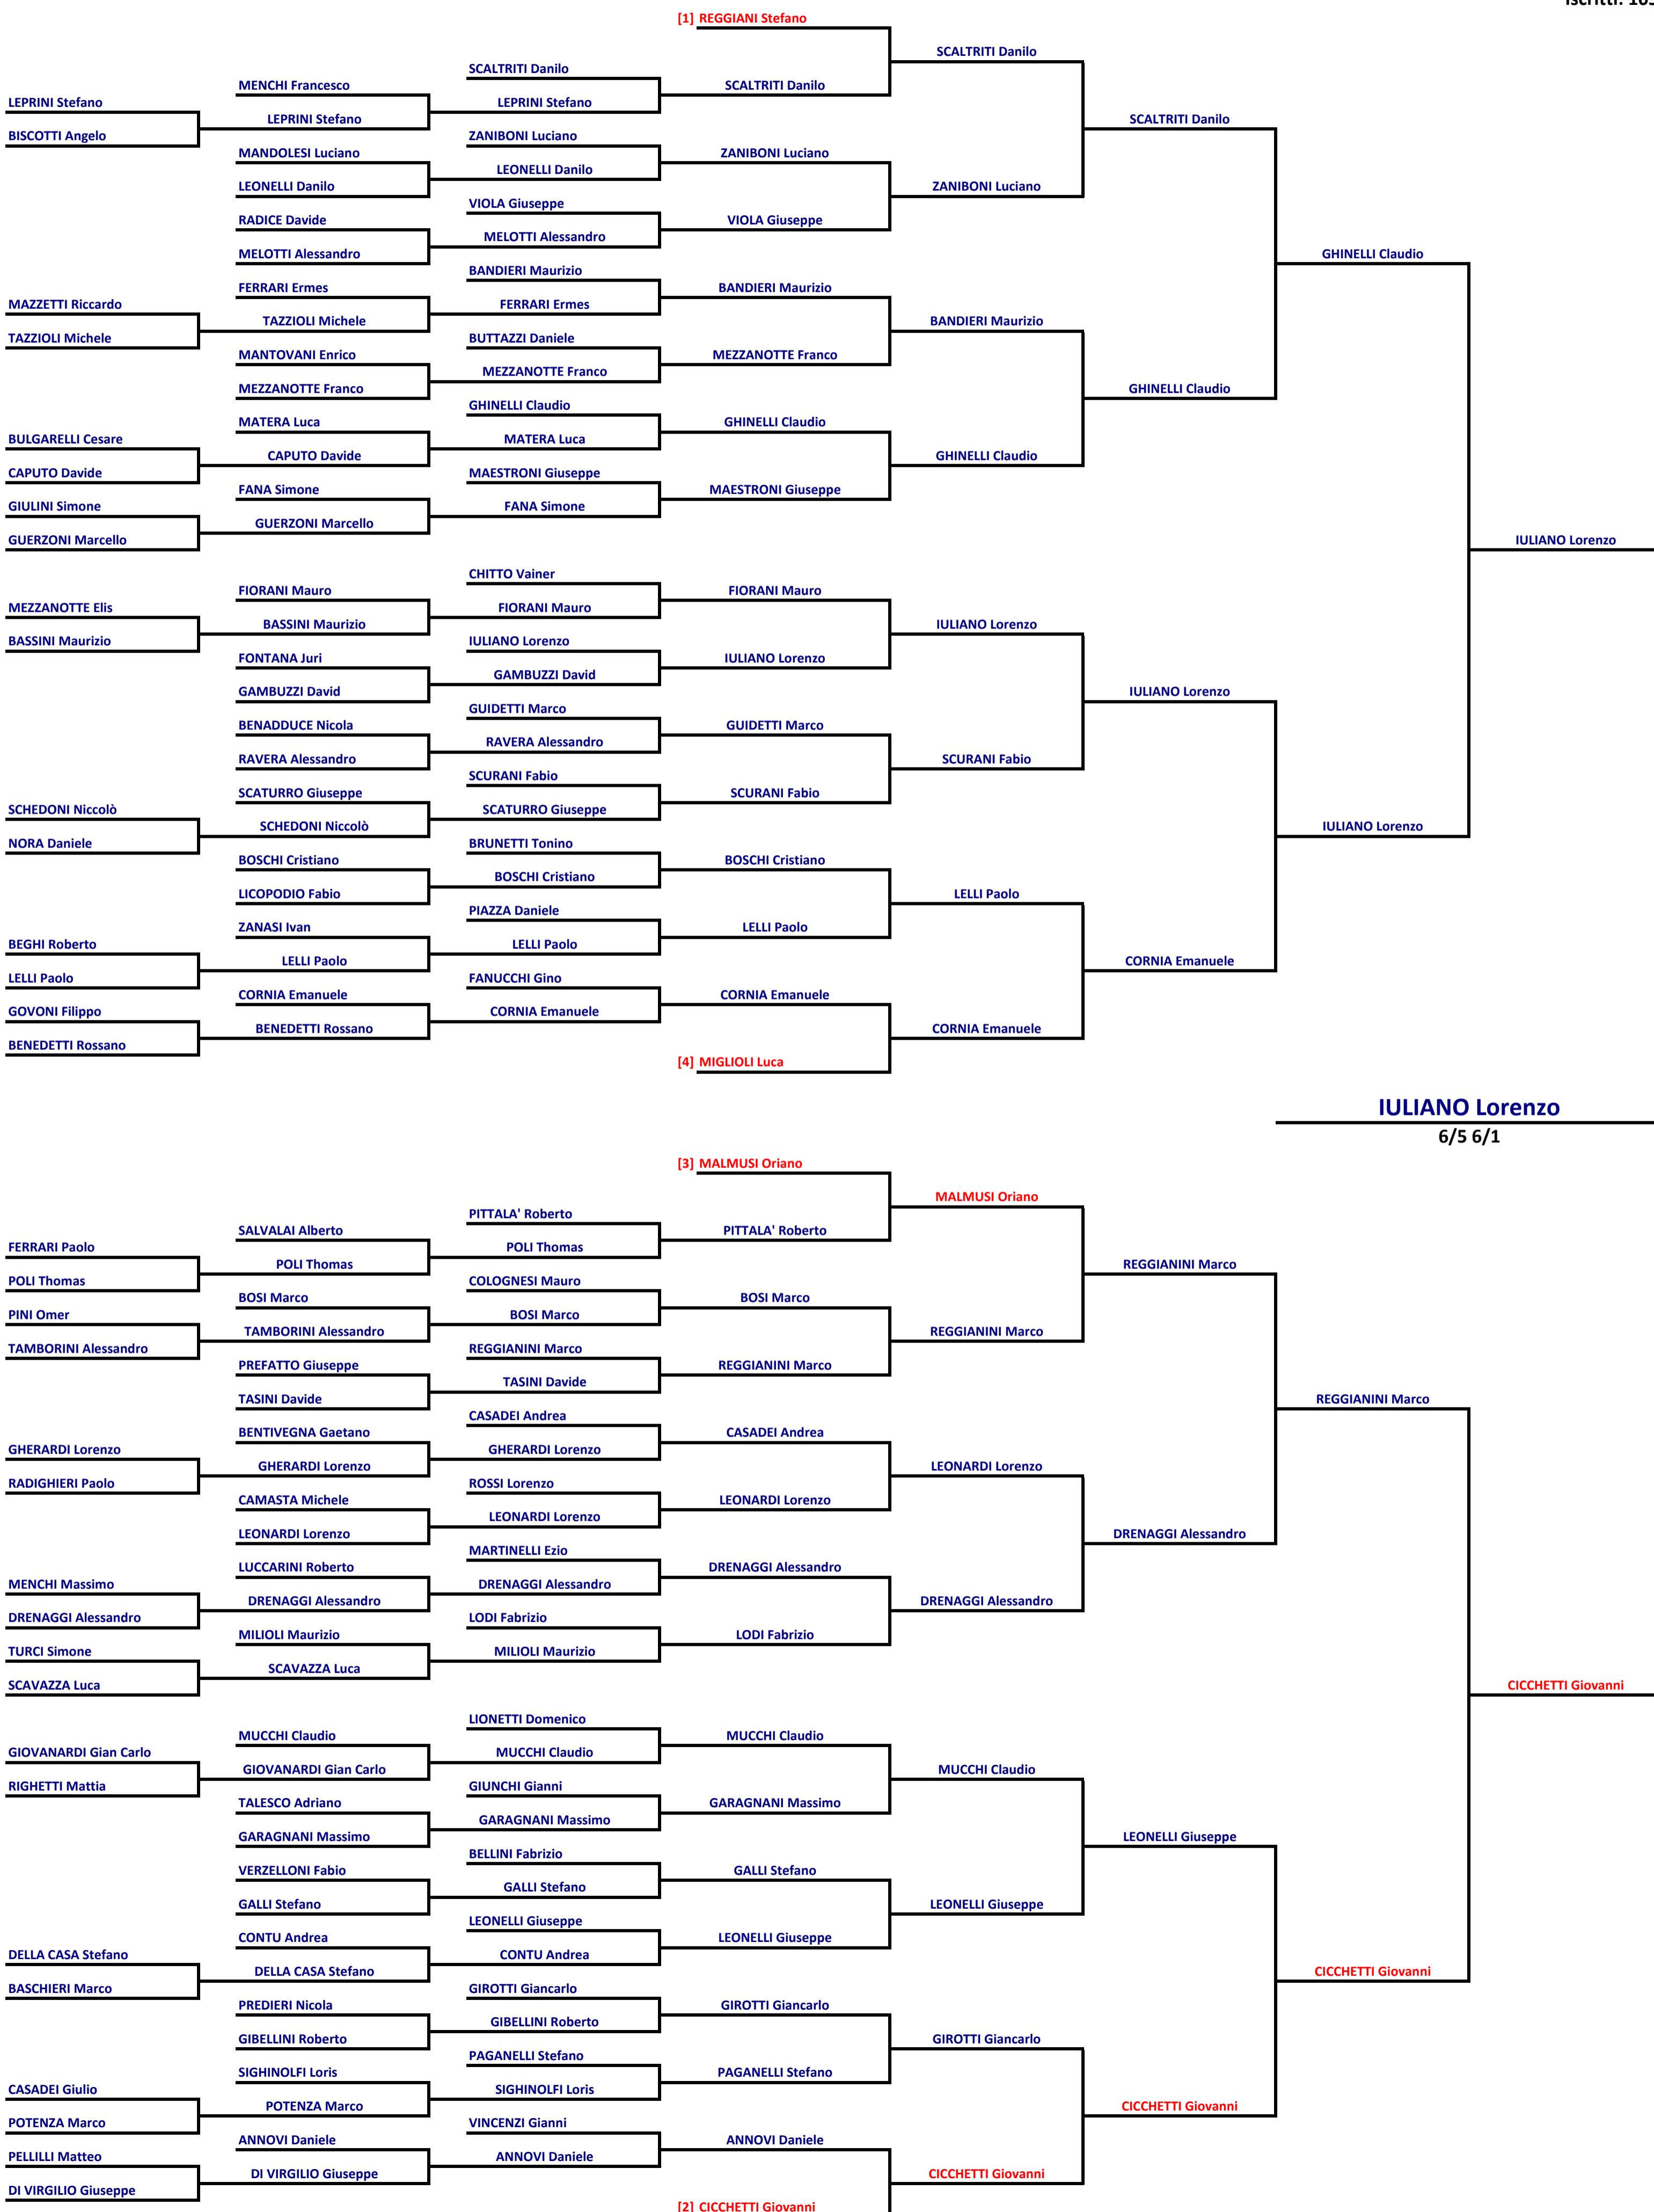 Iscritti: 103
[1] REGGIANI Stefano
SCALTRITI Danilo
SCALTRITI Danilo
MENCHI Francesco
SCALTRITI Danilo
LEPRINI Stefano
LEPRINI Stefano
LEPRINI Stefano
SCALTRITI Danilo
BISCOTTI Angelo
ZANIBONI Luciano
MANDOLESI Luciano
ZANIBONI Luciano
LEONELLI Danilo
LEONELLI Danilo
ZANIBONI Luciano
VIOLA Giuseppe
RADICE Davide
VIOLA Giuseppe
MELOTTI Alessandro
MELOTTI Alessandro
GHINELLI Claudio
BANDIERI Maurizio
FERRARI Ermes
BANDIERI Maurizio
MAZZETTI Riccardo
FERRARI Ermes
TAZZIOLI Michele
BANDIERI Maurizio
TAZZIOLI Michele
BUTTAZZI Daniele
MANTOVANI Enrico
MEZZANOTTE Franco
MEZZANOTTE Franco
MEZZANOTTE Franco
GHINELLI Claudio
GHINELLI Claudio
MATERA Luca
GHINELLI Claudio
BULGARELLI Cesare
MATERA Luca
CAPUTO Davide
GHINELLI Claudio
CAPUTO Davide
MAESTRONI Giuseppe
FANA Simone
MAESTRONI Giuseppe
GIULINI Simone
FANA Simone
GUERZONI Marcello
GUERZONI Marcello
IULIANO Lorenzo
CHITTO Vainer
FIORANI Mauro
FIORANI Mauro
MEZZANOTTE Elis
FIORANI Mauro
BASSINI Maurizio
IULIANO Lorenzo
BASSINI Maurizio
IULIANO Lorenzo
FONTANA Juri
IULIANO Lorenzo
GAMBUZZI David
GAMBUZZI David
IULIANO Lorenzo
GUIDETTI Marco
BENADDUCE Nicola
GUIDETTI Marco
RAVERA Alessandro
RAVERA Alessandro
SCURANI Fabio
SCURANI Fabio
SCATURRO Giuseppe
SCURANI Fabio
SCHEDONI Niccolò
SCATURRO Giuseppe
SCHEDONI Niccolò
IULIANO Lorenzo
NORA Daniele
BRUNETTI Tonino
BOSCHI Cristiano
BOSCHI Cristiano
BOSCHI Cristiano
LICOPODIO Fabio
LELLI Paolo
PIAZZA Daniele
ZANASI Ivan
LELLI Paolo
BEGHI Roberto
LELLI Paolo
LELLI Paolo
CORNIA Emanuele
LELLI Paolo
FANUCCHI Gino
CORNIA Emanuele
CORNIA Emanuele
GOVONI Filippo
CORNIA Emanuele
BENEDETTI Rossano
CORNIA Emanuele
BENEDETTI Rossano
[4] MIGLIOLI Luca
IULIANO Lorenzo
6/5 6/1
[3] MALMUSI Oriano
MALMUSI Oriano
PITTALA' Roberto
SALVALAI Alberto
PITTALA' Roberto
FERRARI Paolo
POLI Thomas
POLI Thomas
REGGIANINI Marco
POLI Thomas
COLOGNESI Mauro
BOSI Marco
BOSI Marco
PINI Omer
BOSI Marco
TAMBORINI Alessandro
REGGIANINI Marco
TAMBORINI Alessandro
REGGIANINI Marco
PREFATTO Giuseppe
REGGIANINI Marco
TASINI Davide
TASINI Davide
REGGIANINI Marco
CASADEI Andrea
BENTIVEGNA Gaetano
CASADEI Andrea
GHERARDI Lorenzo
GHERARDI Lorenzo
GHERARDI Lorenzo
LEONARDI Lorenzo
RADIGHIERI Paolo
ROSSI Lorenzo
CAMASTA Michele
LEONARDI Lorenzo
LEONARDI Lorenzo
LEONARDI Lorenzo
DRENAGGI Alessandro
MARTINELLI Ezio
LUCCARINI Roberto
DRENAGGI Alessandro
MENCHI Massimo
DRENAGGI Alessandro
DRENAGGI Alessandro
DRENAGGI Alessandro
DRENAGGI Alessandro
LODI Fabrizio
MILIOLI Maurizio
LODI Fabrizio
TURCI Simone
MILIOLI Maurizio
SCAVAZZA Luca
SCAVAZZA Luca
CICCHETTI Giovanni
LIONETTI Domenico
MUCCHI Claudio
MUCCHI Claudio
GIOVANARDI Gian Carlo
MUCCHI Claudio
GIOVANARDI Gian Carlo
MUCCHI Claudio
RIGHETTI Mattia
GIUNCHI Gianni
TALESCO Adriano
GARAGNANI Massimo
GARAGNANI Massimo
GARAGNANI Massimo
LEONELLI Giuseppe
BELLINI Fabrizio
VERZELLONI Fabio
GALLI Stefano
GALLI Stefano
GALLI Stefano
LEONELLI Giuseppe
LEONELLI Giuseppe
CONTU Andrea
LEONELLI Giuseppe
DELLA CASA Stefano
CONTU Andrea
DELLA CASA Stefano
CICCHETTI Giovanni
BASCHIERI Marco
GIROTTI Giancarlo
PREDIERI Nicola
GIROTTI Giancarlo
GIBELLINI Roberto
GIBELLINI Roberto
GIROTTI Giancarlo
PAGANELLI Stefano
SIGHINOLFI Loris
PAGANELLI Stefano
CASADEI Giulio
SIGHINOLFI Loris
POTENZA Marco
CICCHETTI Giovanni
POTENZA Marco
VINCENZI Gianni
ANNOVI Daniele
ANNOVI Daniele
PELLILLI Matteo
ANNOVI Daniele
DI VIRGILIO Giuseppe
CICCHETTI Giovanni
DI VIRGILIO Giuseppe
[2] CICCHETTI Giovanni